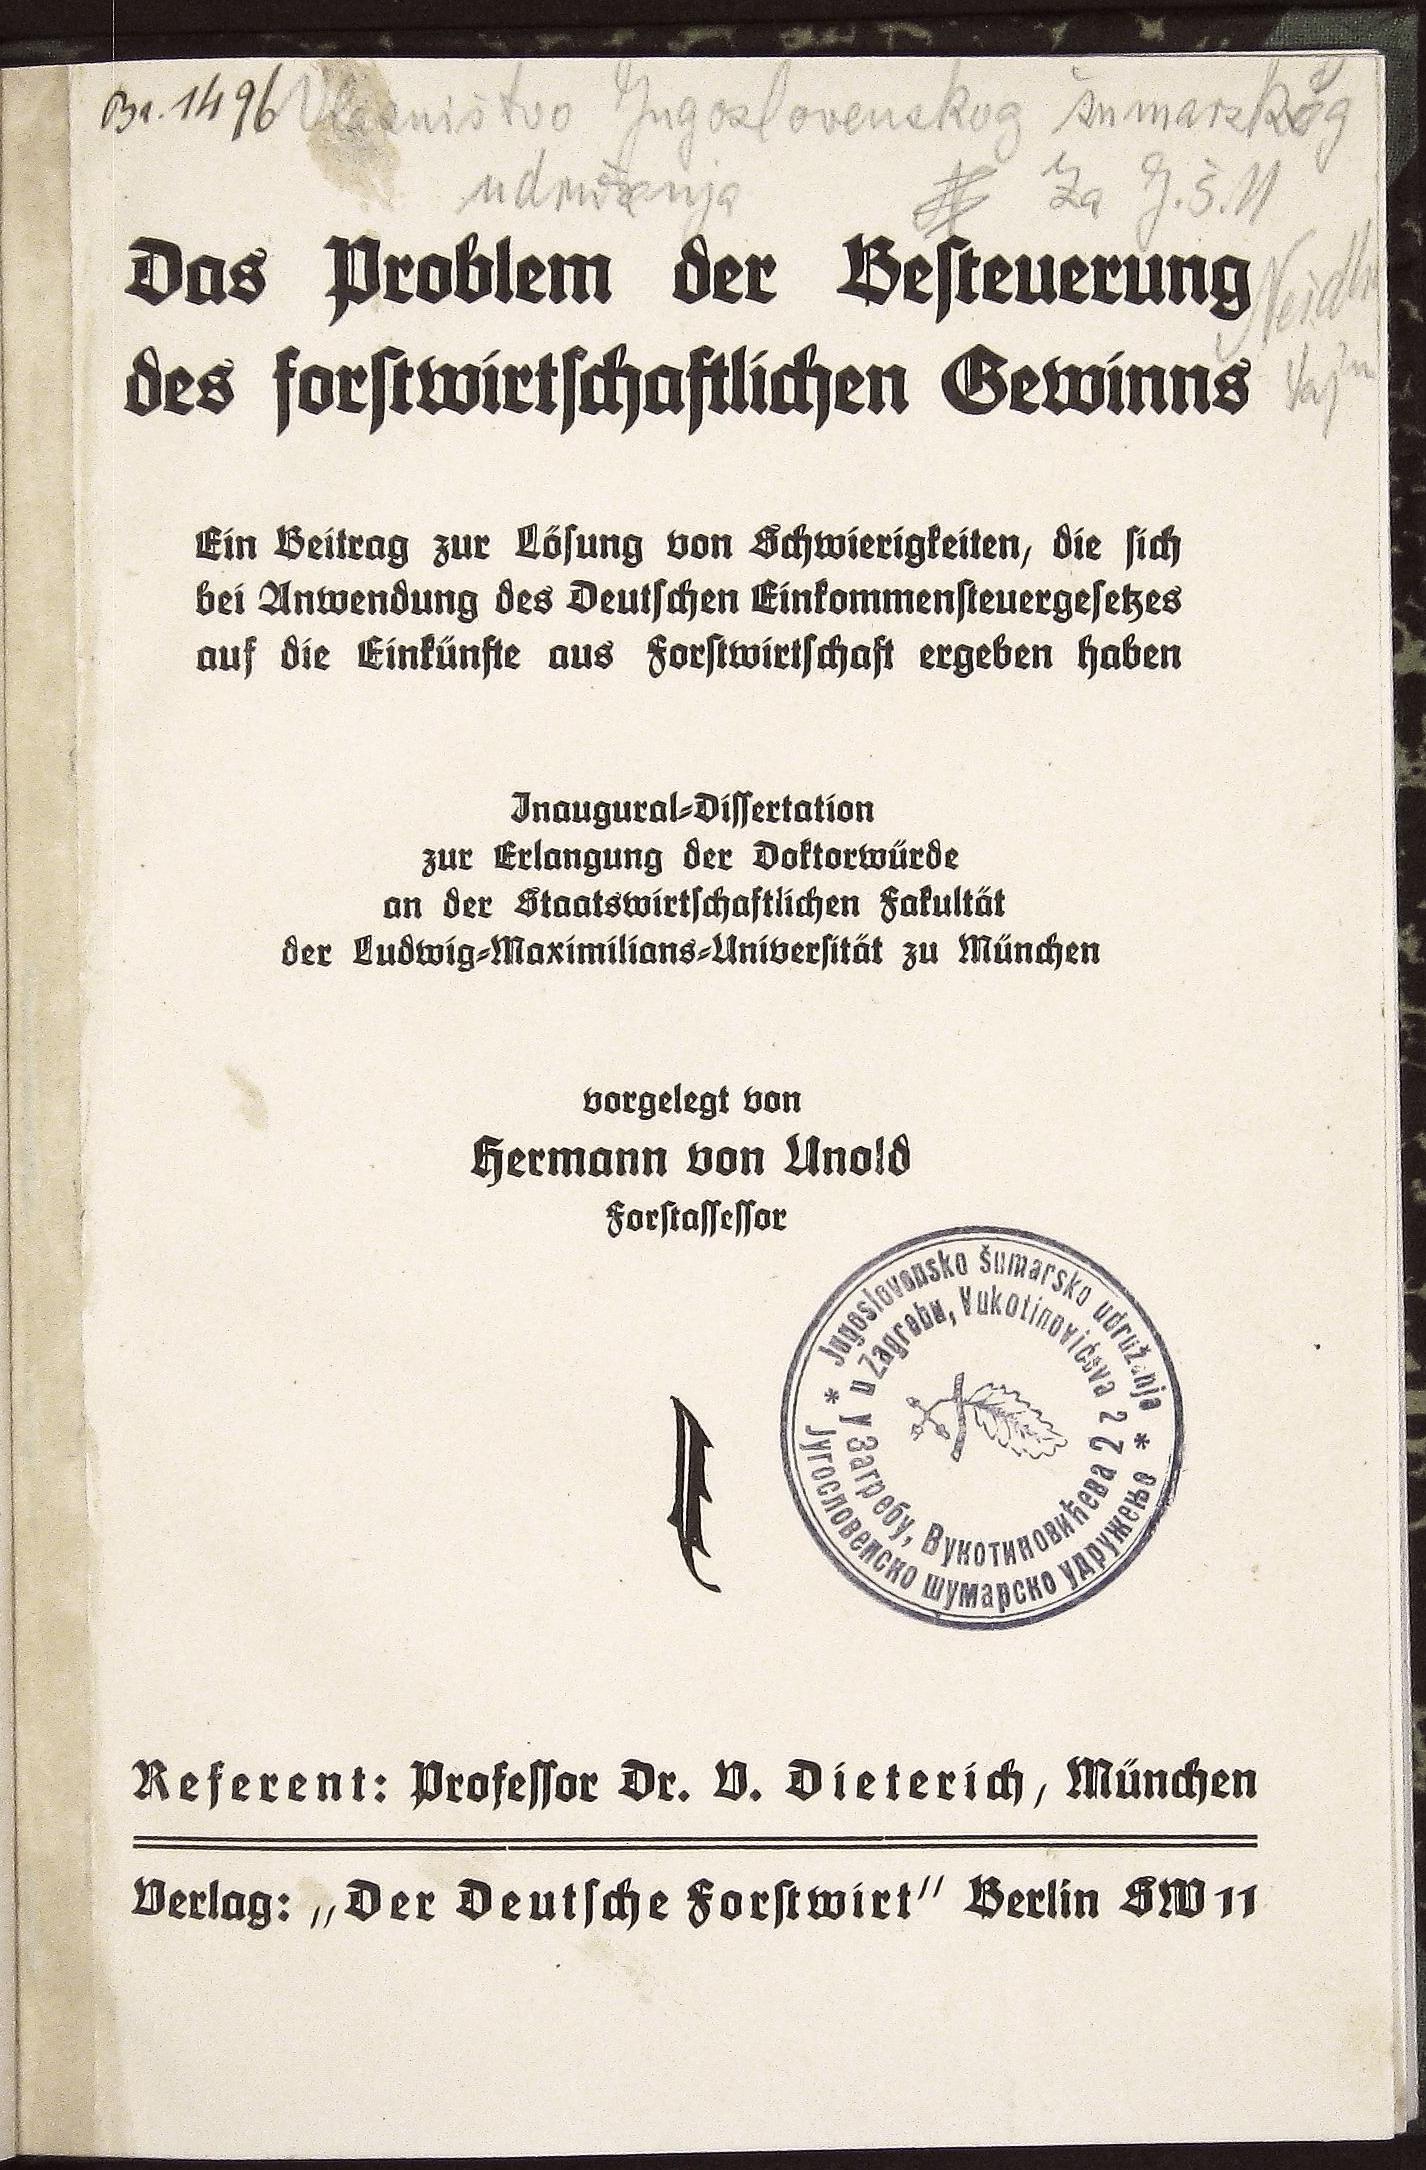 Br. 1496 Vlasništvo Jugoslovenskog šumarskog
udruženja Za J.Š.U
Das Problem der Besteuerung
des forstwirtschaftlichen Gewinns
Ein Beitrag zur Lösung von Schwierigkeiten, die sich
bei Anwendung des Deutschen Einkommensteuergesetzes
auf die Einkünfte aus Forstwirtschaft ergeben haben
Inaugural-Dissertation
zur Erlangung der Doktorwürde
an der Staatswirtschaftlichen Fakultät
der Ludwig-Maximilians-Universität zu München
vorgelegt von
Hermann von Unold
Forstassessor
Jugoslovensko šumarsko udruženja
u Zagrebu, Vukotinovićeva 2
у Загребу, Вукотиновићева 2
Југословенско шумарско удружење
Referent: Professor Dr. V. Dieterich, München
Verlag: „Der Deutsche Forstwirt" Berlin SW 11